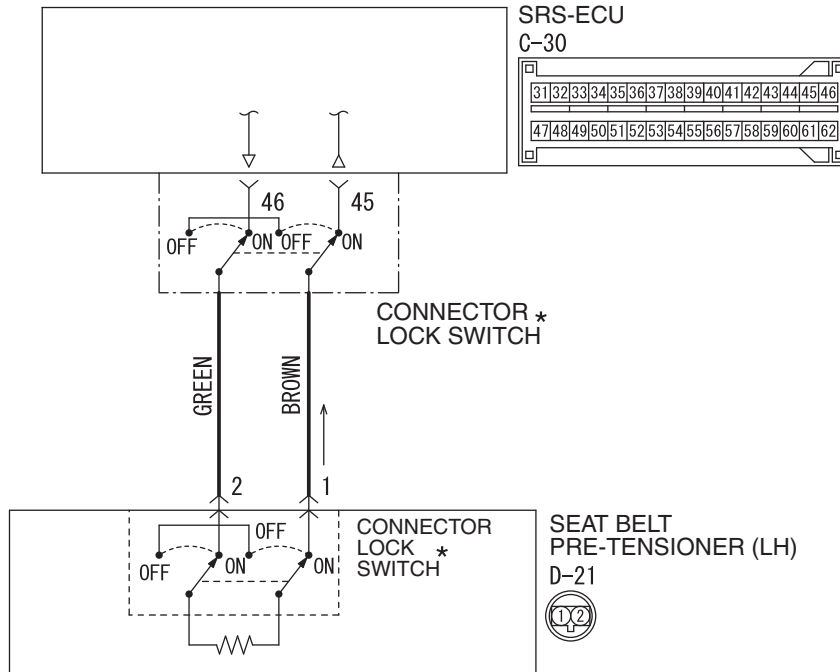 SRS-ECU
C-30
31 32 33 34 35 36 37 38 39 40 41 42 43 44 45 46
47 48 49 50 51 52 53 54 55 56 57 58 59 60 61 62
46 45
OFF ON OFF ON
CONNECTOR *
LOCK SWITCH
GREEN
BROWN
2 1
CONNECTOR
LOCK *
SWITCH
OFF
OFF ON ON
SEAT BELT
PRE-TENSIONER (LH)
D-21
1 2